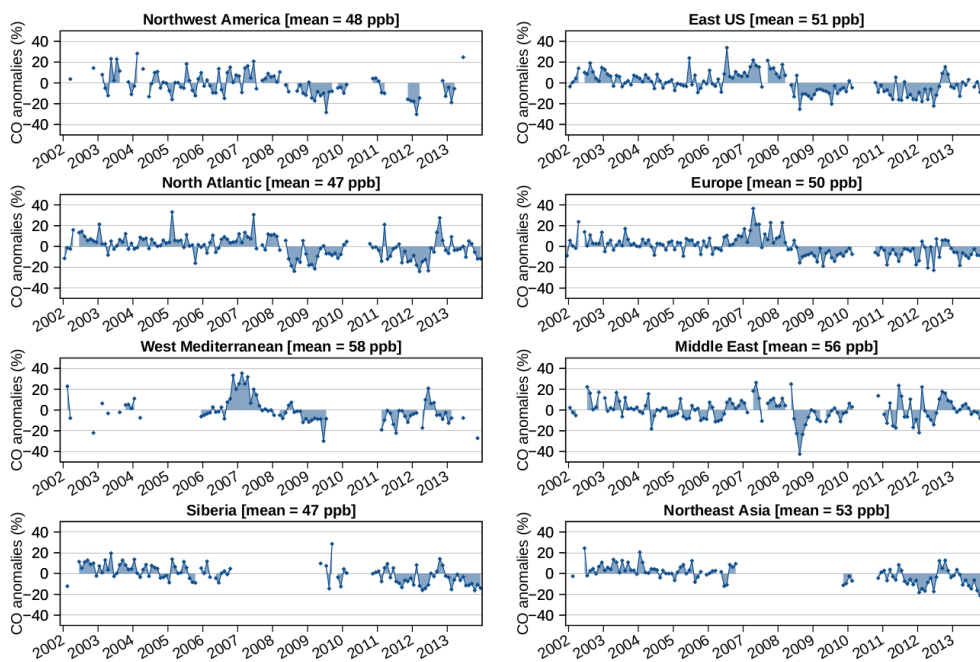 Northwest America [mean = 48 ppb]
CO anomalies (%)
40
20
0
−20
−40
2002 2003 2004 2005 2006 2007 2008 2009 2010 2011 2012 2013
East US [mean = 51 ppb]
CO anomalies (%)
40
20
0
−20
−40
2002 2003 2004 2005 2006 2007 2008 2009 2010 2011 2012 2013
North Atlantic [mean = 47 ppb]
CO anomalies (%)
40
20
0
−20
−40
2002 2003 2004 2005 2006 2007 2008 2009 2010 2011 2012 2013
Europe [mean = 50 ppb]
CO anomalies (%)
40
20
0
−20
−40
2002 2003 2004 2005 2006 2007 2008 2009 2010 2011 2012 2013
West Mediterranean [mean = 58 ppb]
CO anomalies (%)
40
20
0
−20
−40
2002 2003 2004 2005 2006 2007 2008 2009 2010 2011 2012 2013
Middle East [mean = 56 ppb]
CO anomalies (%)
40
20
0
−20
−40
2002 2003 2004 2005 2006 2007 2008 2009 2010 2011 2012 2013
Siberia [mean = 47 ppb]
CO anomalies (%)
40
20
0
−20
−40
2002 2003 2004 2005 2006 2007 2008 2009 2010 2011 2012 2013
Northeast Asia [mean = 53 ppb]
CO anomalies (%)
40
20
0
−20
−40
2002 2003 2004 2005 2006 2007 2008 2009 2010 2011 2012 2013